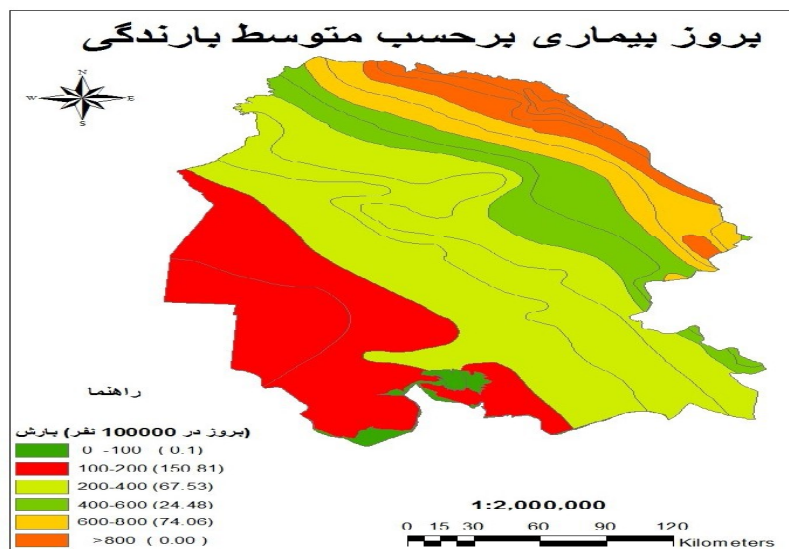 بروز بیماری برحسب متوسط بارندگی
N
W E
S
راهنما
بارش (بروز در 100000 نفر)
0 -100 ( 0.1)
100-200 (150.81)
200-400 (67.53)
400-600 (24.48)
600-800 (74.06)
>800 ( 0.00)
1:2,000,000
0 15 30 60 90 120
Kilometers